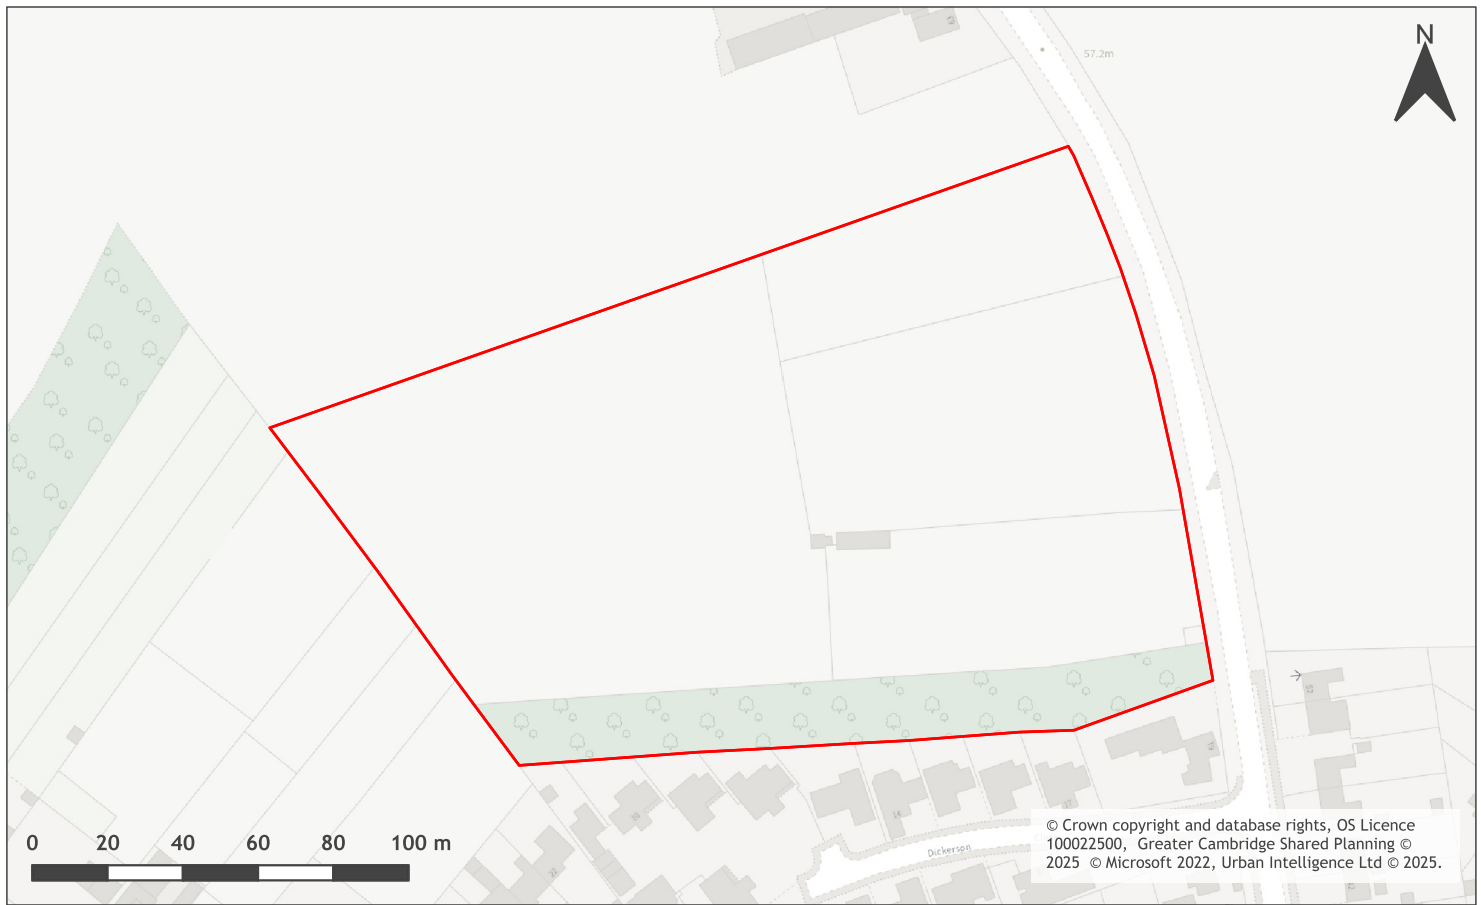 N
57.2m
0 20 40 60 80 100 m
Dickerson
© Crown copyright and database rights, OS Licence
100022500, Greater Cambridge Shared Planning ©
2025 © Microsoft 2022, Urban Intelligence Ltd © 2025.